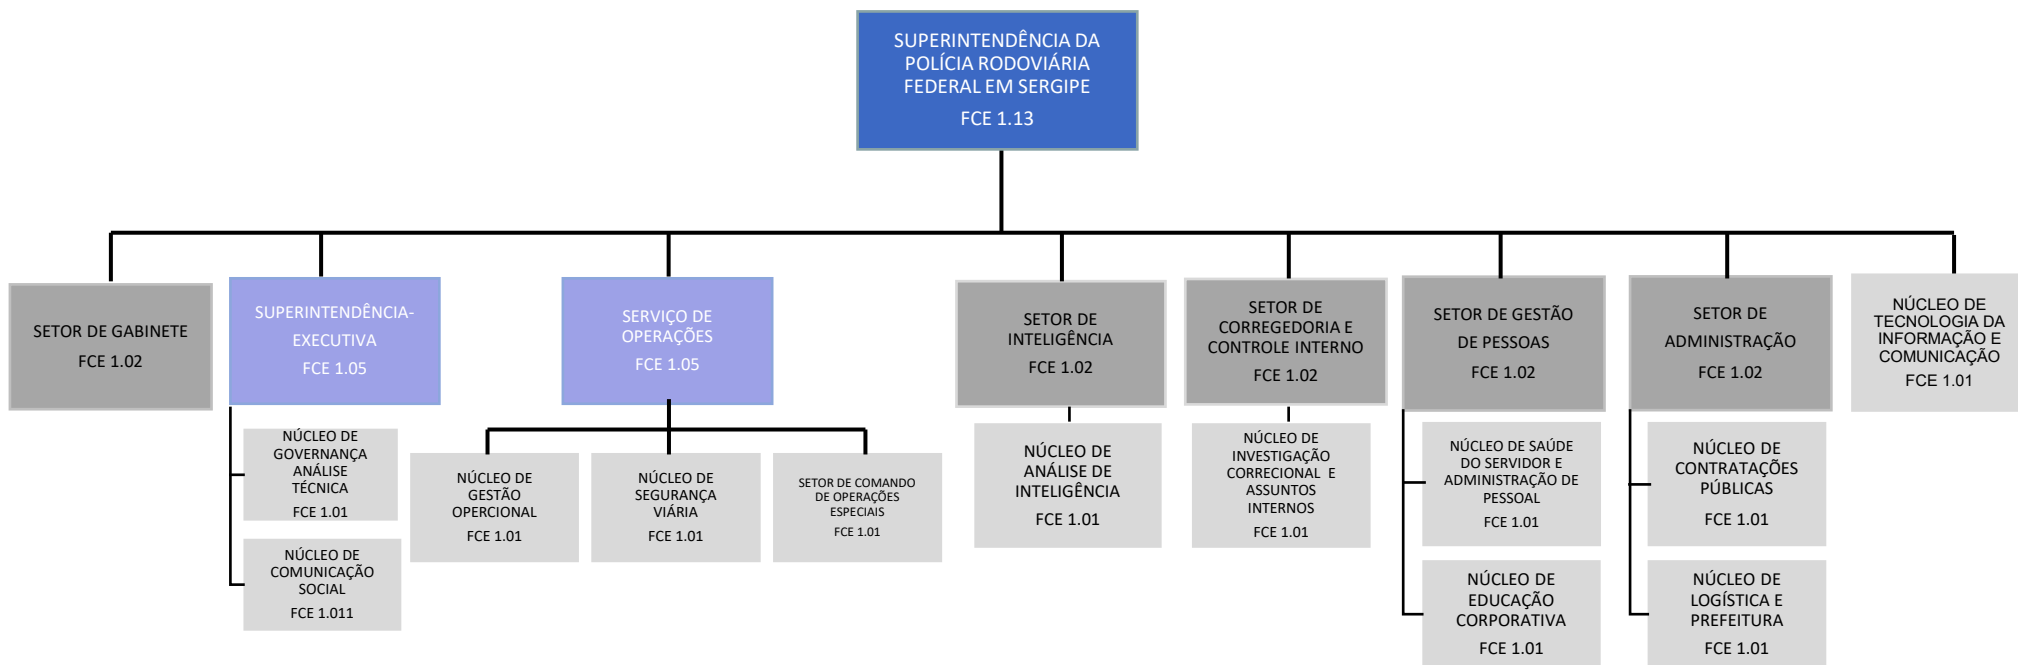 SUPERINTENDÊNCIA DA
POLÍCIA RODOVIÁRIA
FEDERAL EM SERGIPE
FCE 1.13
SETOR DE GABINETE
FCE 1.02
SUPERINTENDÊNCIA-
EXECUTIVA
FCE 1.05
SERVIÇO DE
OPERAÇÕES
FCE 1.05
SETOR DE
INTELIGÊNCIA
FCE 1.02
SETOR DE
CORREGEDORIA E
CONTROLE INTERNO
FCE 1.02
SETOR DE GESTÃO
DE PESSOAS
FCE 1.02
SETOR DE
ADMINISTRAÇÃO
FCE 1.02
NÚCLEO DE
TECNOLOGIA DA
INFORMAÇÃO E
COMUNICAÇÃO
FCE 1.01
NÚCLEO DE
GOVERNANÇA
ANÁLISE
TÉCNICA
FCE 1.01
NÚCLEO DE
COMUNICAÇÃO
SOCIAL
FCE 1.011
NÚCLEO DE
GESTÃO
OPERCIONAL
FCE 1.01
NÚCLEO DE
SEGURANÇA
VIÁRIA
FCE 1.01
SETOR DE COMANDO
DE OPERAÇÕES
ESPECIAIS
FCE 1.01
NÚCLEO DE
ANÁLISE DE
INTELIGÊNCIA
FCE 1.01
NÚCLEO DE
INVESTIGAÇÃO
CORRECIONAL E
ASSUNTOS
INTERNOS
FCE 1.01
NÚCLEO DE SAÚDE
DO SERVIDOR E
ADMINISTRAÇÃO DE
PESSOAL
FCE 1.01
NÚCLEO DE
EDUCAÇÃO
CORPORATIVA
FCE 1.01
NÚCLEO DE
CONTRATAÇÕES
PÚBLICAS
FCE 1.01
NÚCLEO DE
LOGÍSTICA E
PREFEITURA
FCE 1.01